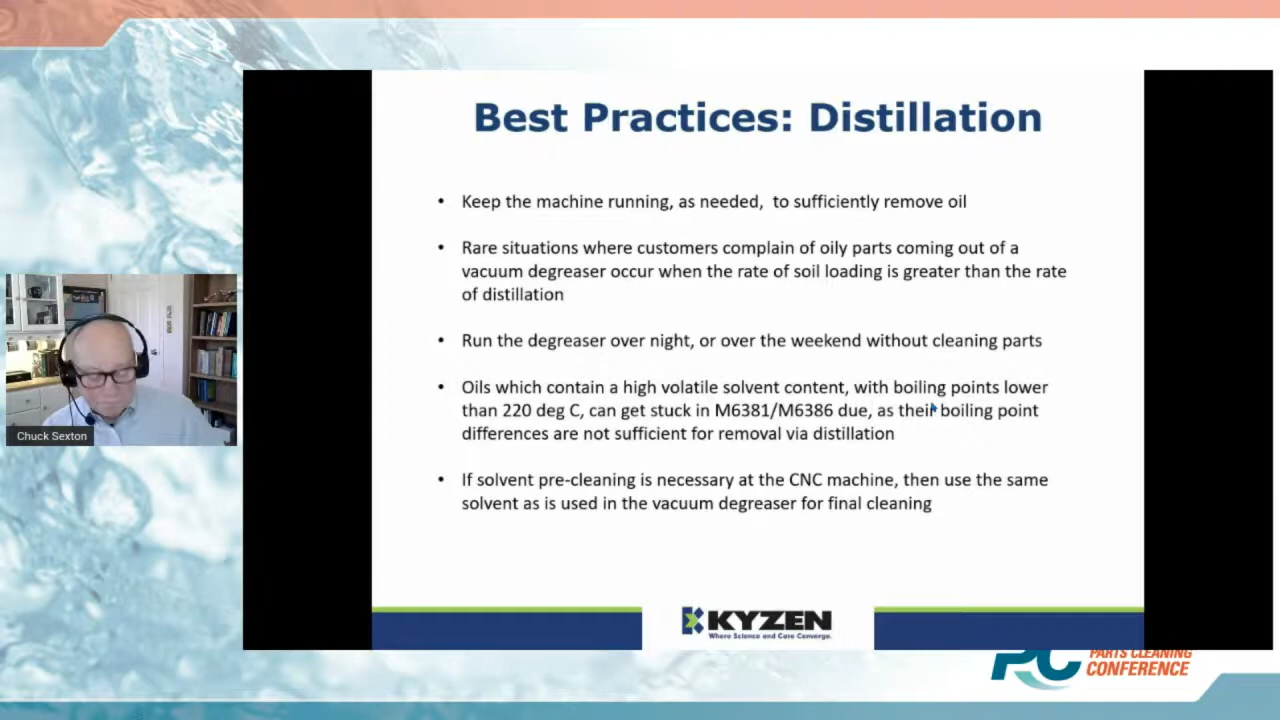 Best Practices: Distillation
• Keep the machine running, as needed, to sufficiently remove oil
• Rare situations where customers complain of oily parts coming out of a
vacuum degreaser occur when the rate of soil loading is greater than the rate
of distillation
• Run the degreaser over night, or over the weekend without cleaning parts
• Oils which contain a high volatile solvent content, with boiling points lower
than 220 deg C, can get stuck in M6381/M6386 due, as their boiling point
differences are not sufficient for removal via distillation
• If solvent pre-cleaning is necessary at the CNC machine, then use the same
solvent as is used in the vacuum degreaser for final cleaning
Chuck Sexton
KYZEN
Where Science and Care Converge.
PC
PARTS CLEANING
CONFERENCE